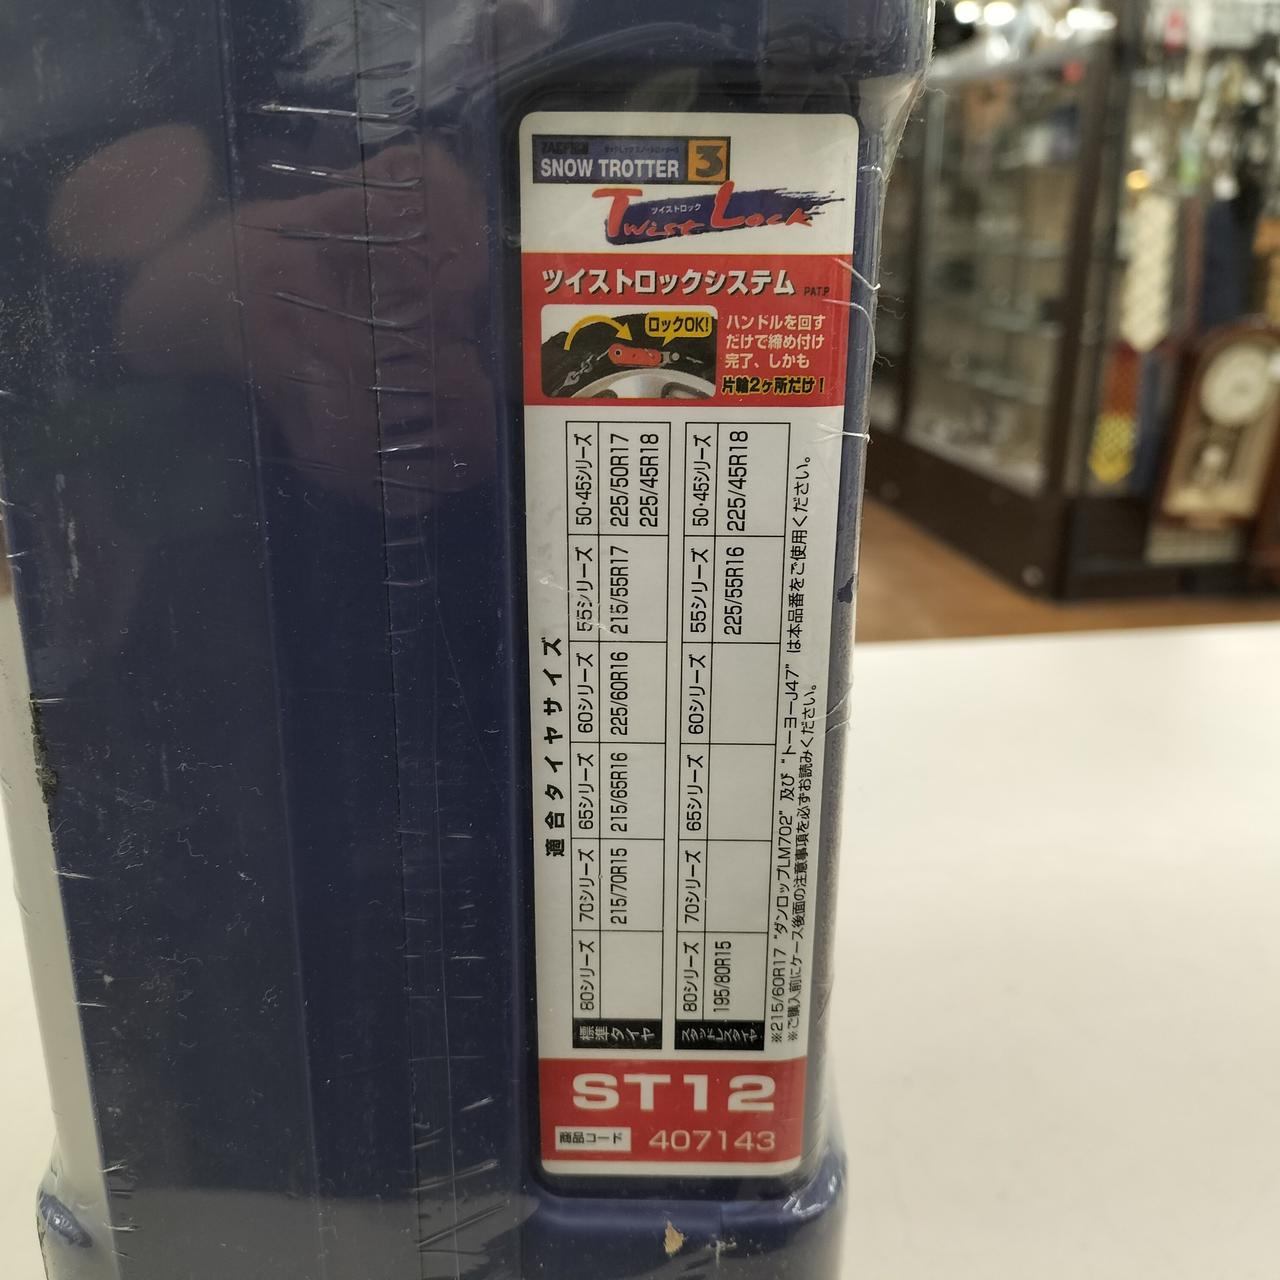 SNOW TROTTER 3
ツイストロック
Twist Lock
ツイストロックシステム PAT.P
ロックOK!
ハンドルを回す
だけで締め付け
完了、しかも
片輪2ヶ所だけ!
適合タイヤサイズ
標準タイヤ
80シリーズ 70シリーズ 65シリーズ 60シリーズ 55シリーズ 50・45シリーズ
215/70R15 215/65R16 225/60R16 215/55R17 225/50R17
225/45R18
スタッドレスタイヤ
80シリーズ 70シリーズ 65シリーズ 60シリーズ 55シリーズ 50・45シリーズ
195/80R15 225/55R16 225/45R18
※215/60R17 "ダンロップLM702" 及び "トーヨーJ47" は本品番をご使用ください。
※ご購入前にケース後面の注意事項を必ずお読みください。
ST12
商品コード 407143